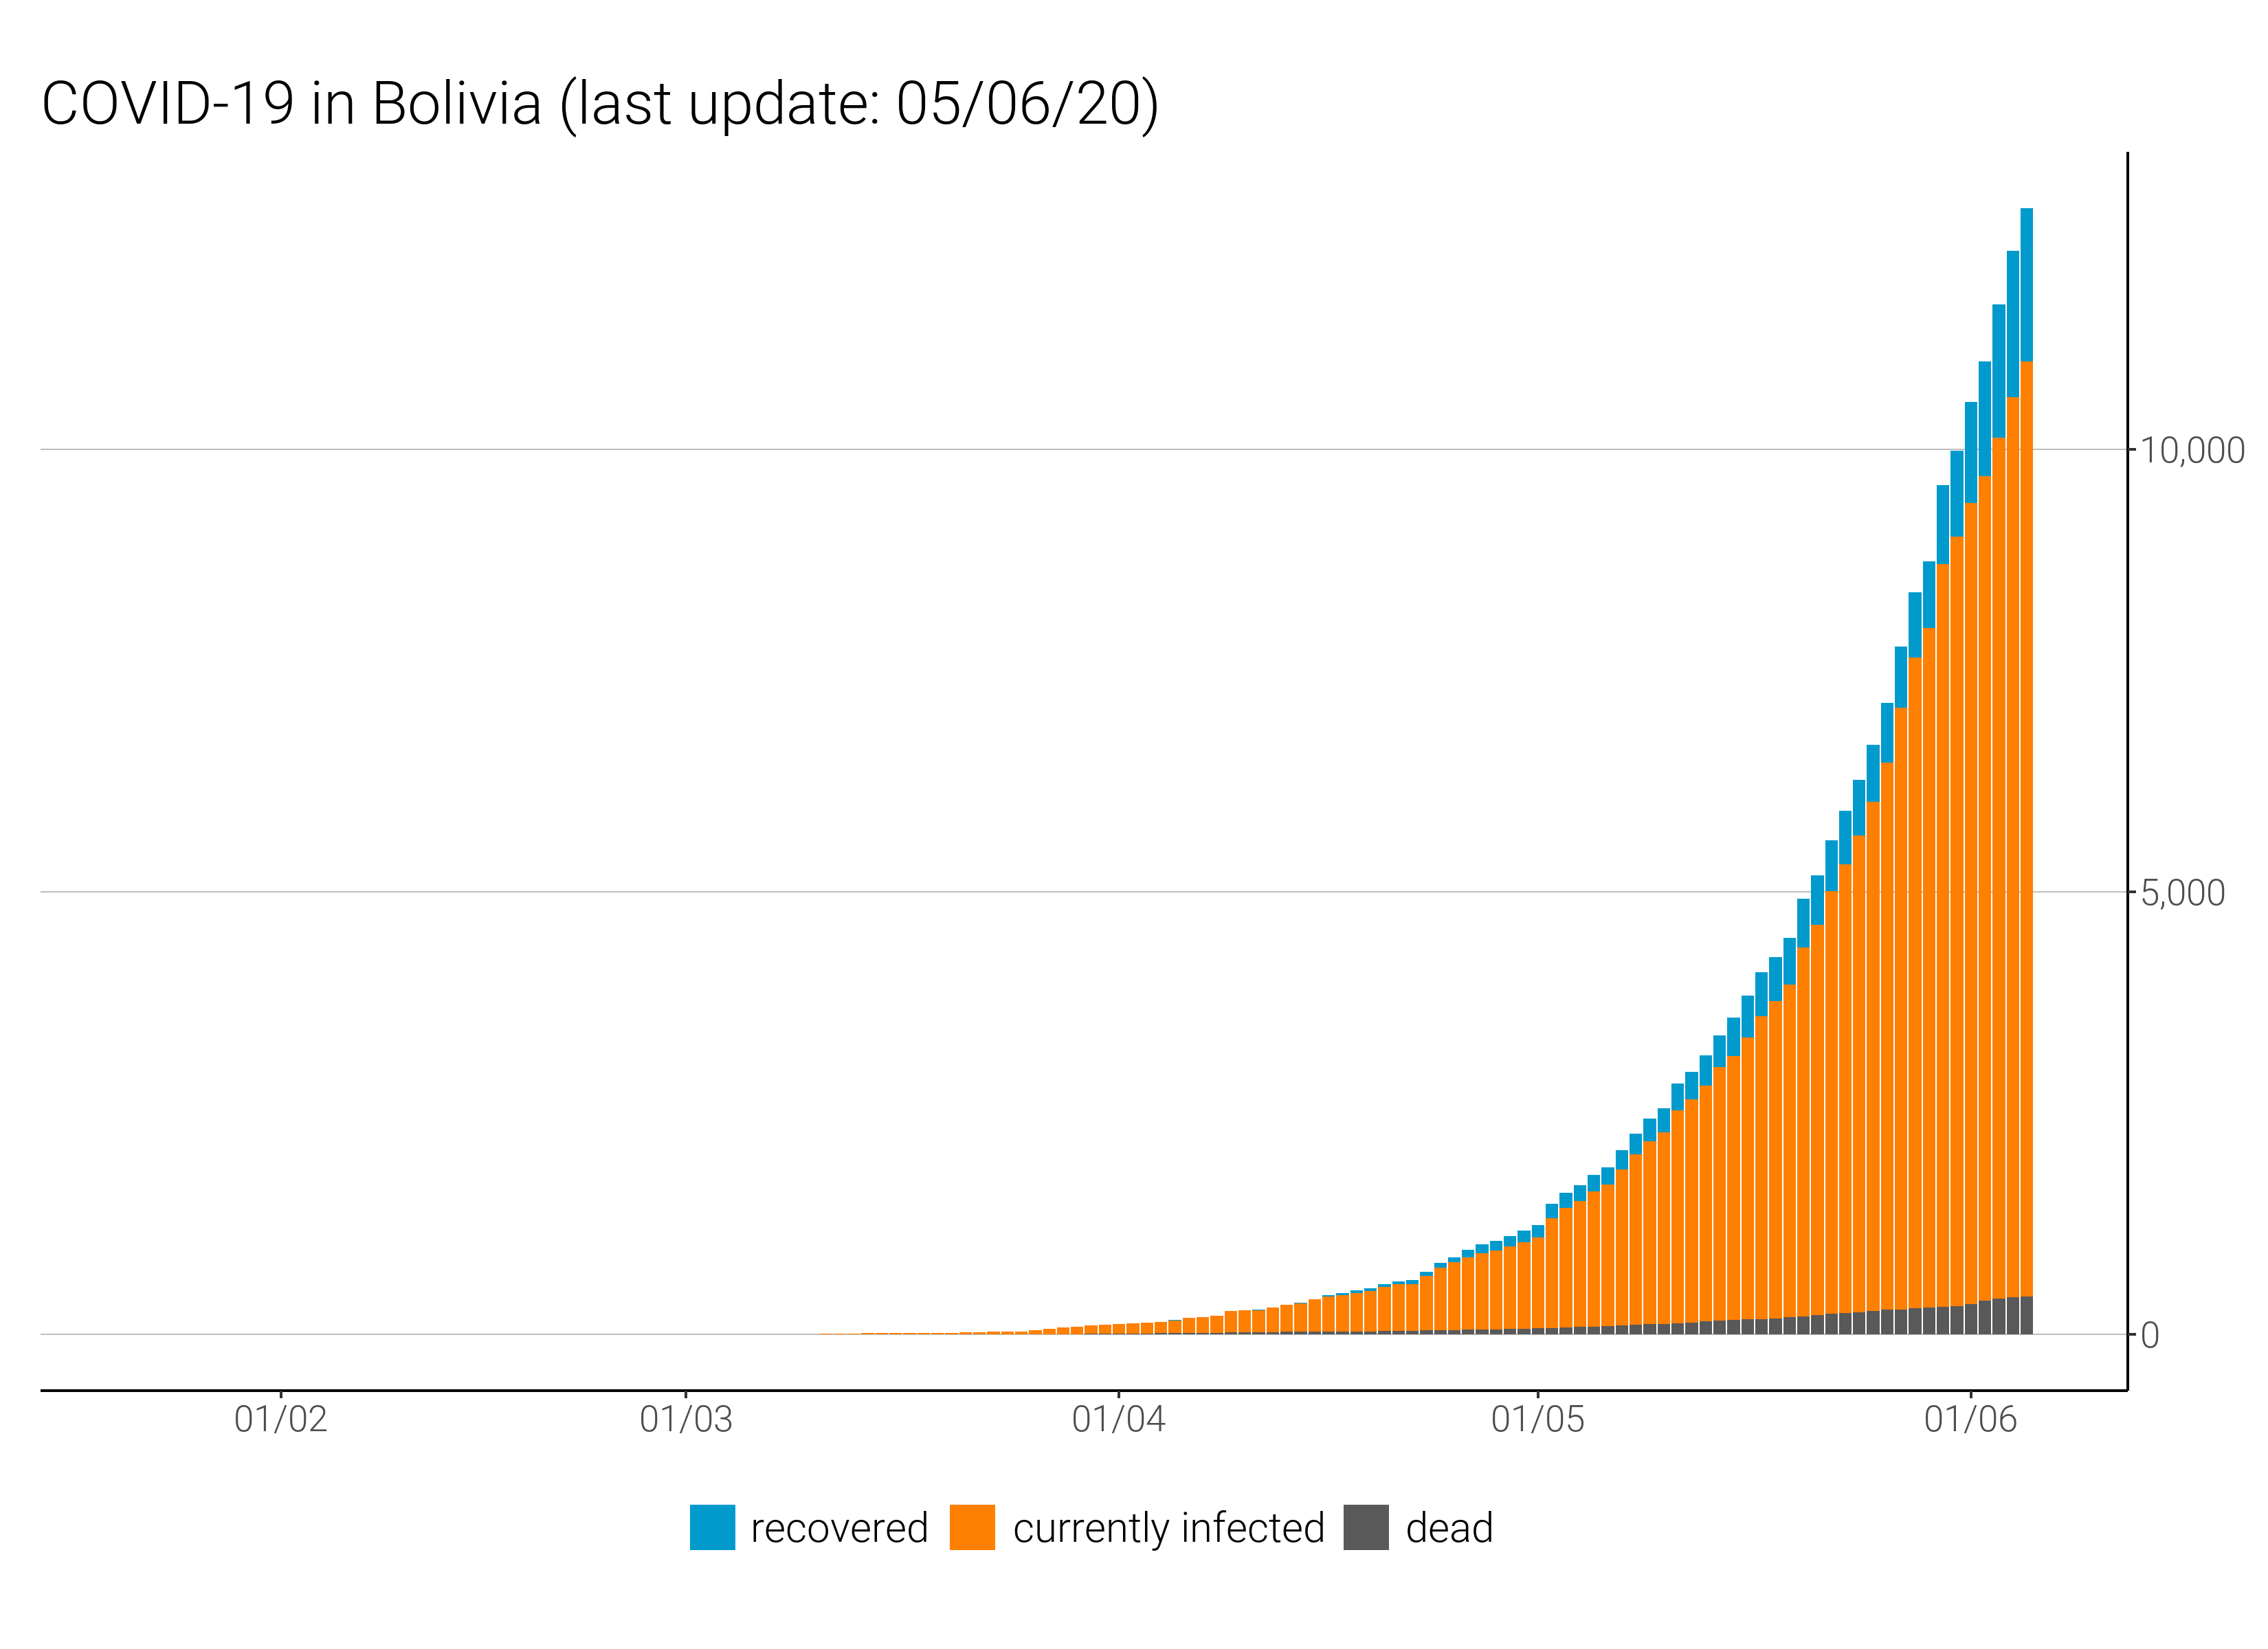 COVID-19 in Bolivia (last update: 05/06/20)
10,000
5,000
0
01/02 01/03 01/04 01/05 01/06
recovered currently infected dead